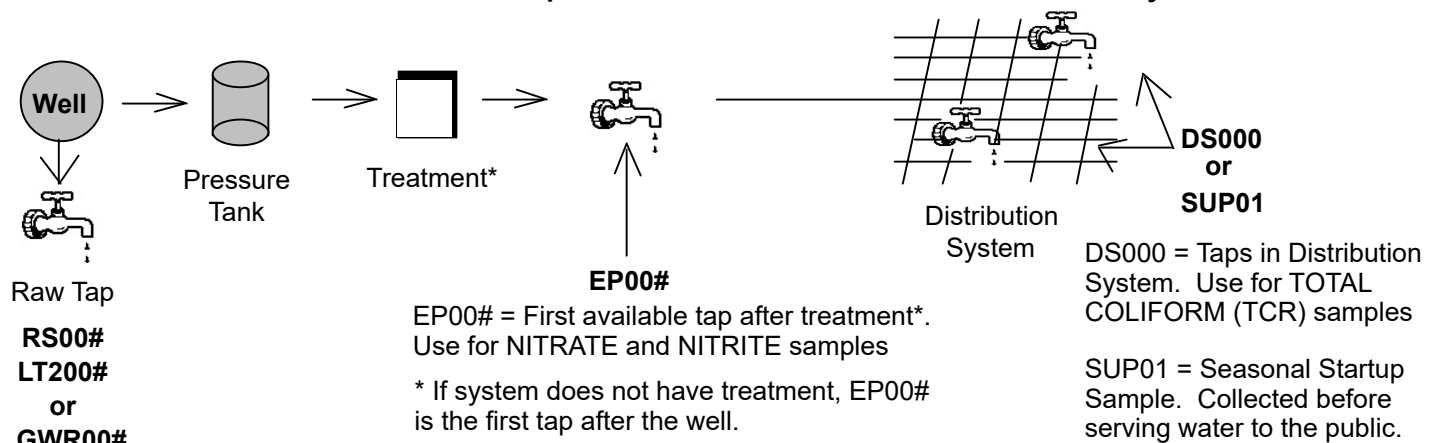 Well
Pressure
Tank
Treatment*
Raw Tap
RS00#
LT200#
or
GWR00#
EP00#
EP00# = First available tap after treatment*.
Use for NITRATE and NITRITE samples
* If system does not have treatment, EP00#
is the first tap after the well.
Distribution
System
DS000
or
SUP01
DS000 = Taps in Distribution
System. Use for TOTAL
COLIFORM (TCR) samples
SUP01 = Seasonal Startup
Sample. Collected before
serving water to the public.